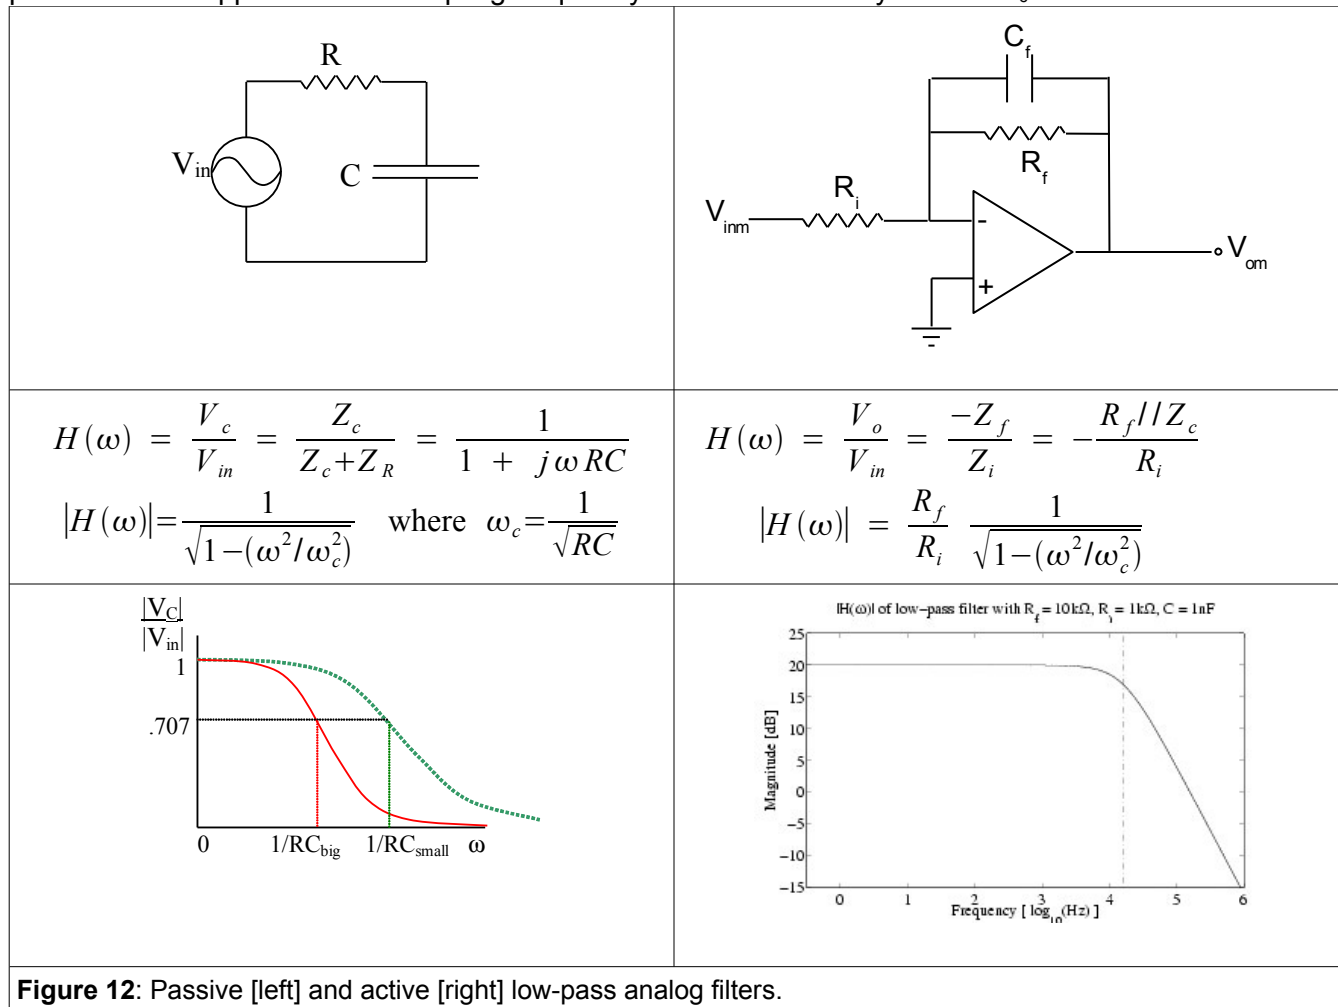 R
V_in
C
C_f
R_f
R_i
V_inm
-
+
V_om
H(ω) = V_c/V_in = Z_c/(Z_c+Z_R) = 1/(1 + jωRC)
|H(ω)| = 1/√(1−(ω²/ω_c²)) where ω_c = 1/√RC
H(ω) = V_o/V_in = −Z_f/Z_i = −R_f//Z_c/R_i
|H(ω)| = R_f/R_i 1/√(1−(ω²/ω_c²))
|V_C|
|V_in|
1
.707
0 1/RC_big 1/RC_small ω
|H(ω)| of low−pass filter with R_f = 10kΩ, R_i = 1kΩ, C = 1nF
Magnitude [dB]
25
20
15
10
5
0
−5
−10
−15
0 1 2 3 4 5 6
Frequency [ log_10(Hz) ]
Figure 12: Passive [left] and active [right] low-pass analog filters.